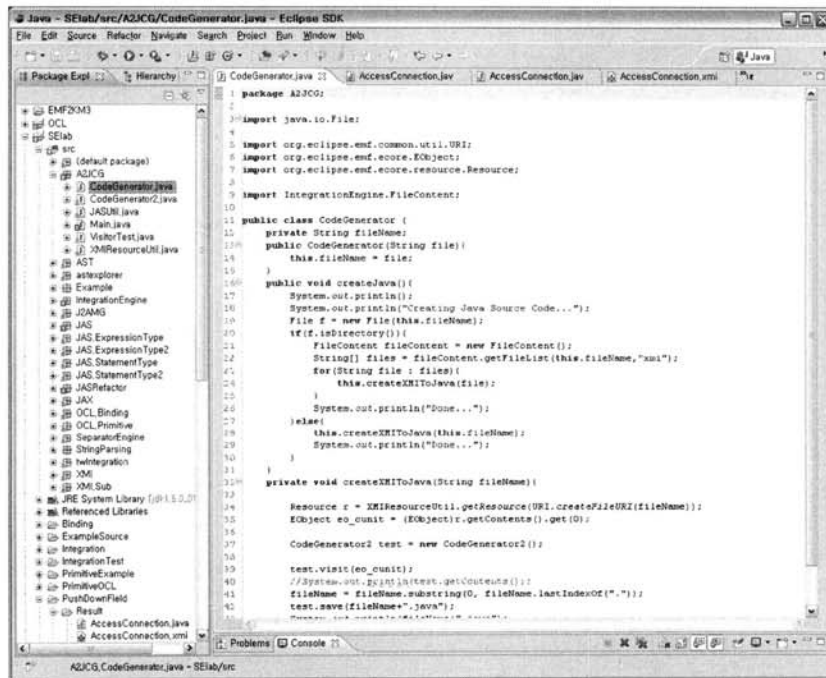 Java - SElab/src/A2JCG/CodeGenerator.java - Eclipse SDK
File Edit Source Refactor Navigate Search Project Run Window Help
Java
Package Expl
Hierarchy
CodeGenerator.java
AccessConnection.jav
AccessConnection.jav
AccessConnection.xmi
EMF2KM3
OCL
SElab
src
(default package)
A2JCG
CodeGenerator.java
CodeGenerator2.java
JASUtil.java
Main.java
VisitorTest.java
XMIResourceUtil.java
AST
astexplorer
Example
IntegrationEngine
J2AMG
JAS
JAS.ExpressionType
JAS.ExpressionType2
JAS.StatementType
JAS.StatementType2
JASRefactor
JAX
OCL.Binding
OCL.Primitive
SeparatorEngine
StringParsing
twIntegration
XMI
XMI.Sub
JRE System Library
Referenced Libraries
Binding
ExampleSource
Integration
IntegrationTest
PrimitiveExample
PrimitiveOCL
PushDownField
Result
AccessConnection.java
AccessConnection.xmi
1 package A2JCG;
2
3 import java.io.File;
4
5 import org.eclipse.emf.common.util.URI;
6 import org.eclipse.emf.ecore.EObject;
7 import org.eclipse.emf.ecore.resource.Resource;
8
9 import IntegrationEngine.FileContent;
10
11 public class CodeGenerator {
12 private String fileName;
13 public CodeGenerator(String file){
14 this.fileName = file;
15 }
16 public void createJava(){
17 System.out.println();
18 System.out.println("Creating Java Source Code...");
19 File f = new File(this.fileName);
20 if(f.isDirectory()){
21 FileContent fileContent = new FileContent();
22 String[] files = fileContent.getFileList(this.fileName,"xmi");
23 for(String file : files){
24 this.createXMIToJava(file);
25 }
26 System.out.println("Done...");
27 }else{
28 this.createXMIToJava(this.fileName);
29 System.out.println("Done...");
30 }
31 }
32 private void createXMIToJava(String fileName){
33
34 Resource r = XMIResourceUtil.getResource(URI.createFileURI(fileName));
35 EObject eo_cunit = (EObject)r.getContents().get(0);
36
37 CodeGenerator2 test = new CodeGenerator2();
38
39 test.visit(eo_cunit);
40 //System.out.println(test.getContents());
41 fileName = fileName.substring(0, fileName.lastIndexOf("."));
42 test.save(fileName+".java");
Problems
Console
A2JCG.CodeGenerator.java - SElab/src